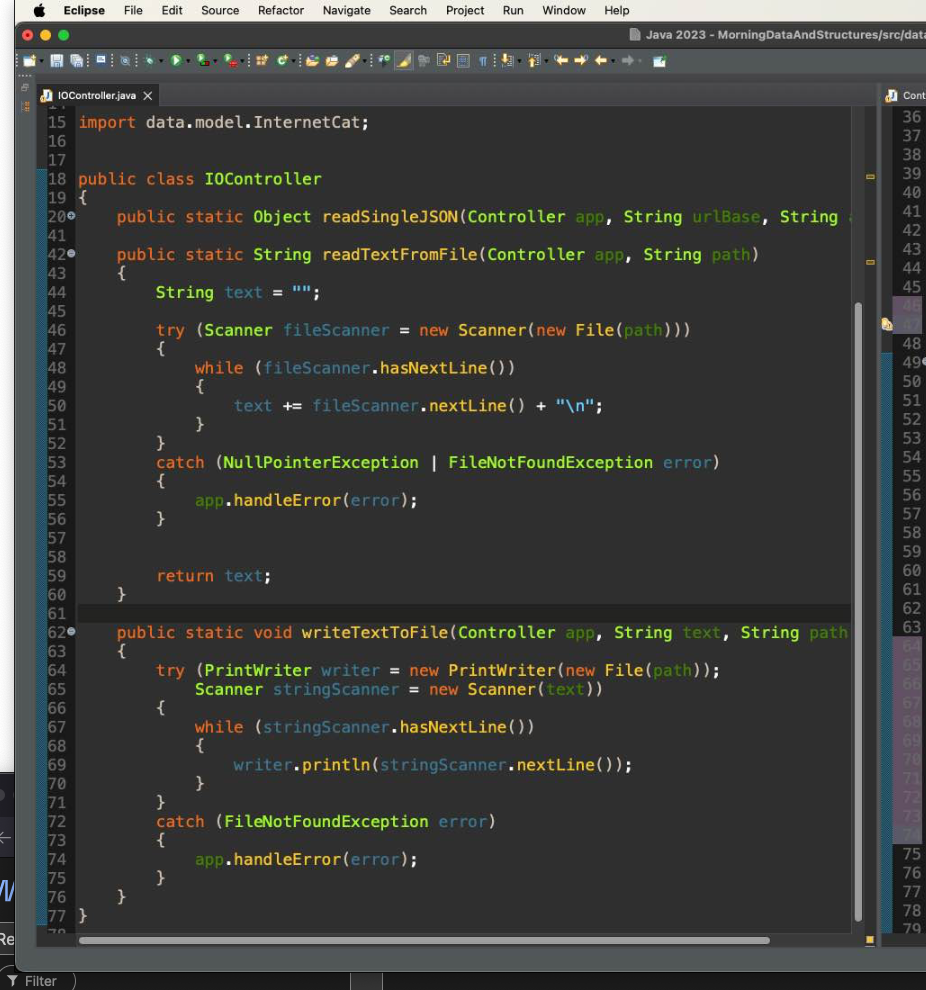 Eclipse File Edit Source Refactor Navigate Search Project Run Window Help
Java 2023 - MorningDataAndStructures/src/data
IOController.java
Cont
15 import data.model.InternetCat;
16
17
18 public class IOController
19 {
20 public static Object readSingleJSON(Controller app, String urlBase, String
41
42 public static String readTextFromFile(Controller app, String path)
43 {
44 String text = "";
45
46 try (Scanner fileScanner = new Scanner(new File(path)))
47 {
48 while (fileScanner.hasNextLine())
49 {
50 text += fileScanner.nextLine() + "\n";
51 }
52 }
53 catch (NullPointerException | FileNotFoundException error)
54 {
55 app.handleError(error);
56 }
57
58
59 return text;
60 }
61
62 public static void writeTextToFile(Controller app, String text, String path
63 {
64 try (PrintWriter writer = new PrintWriter(new File(path));
65 Scanner stringScanner = new Scanner(text))
66 {
67 while (stringScanner.hasNextLine())
68 {
69 writer.println(stringScanner.nextLine());
70 }
71 }
72 catch (FileNotFoundException error)
73 {
74 app.handleError(error);
75 }
76 }
77 }
36
37
38
39
40
41
42
43
44
45
46
47
48
49
50
51
52
53
54
55
56
57
58
59
60
61
62
63
64
65
66
67
68
69
70
71
72
73
74
75
76
77
78
79
Re
Filter